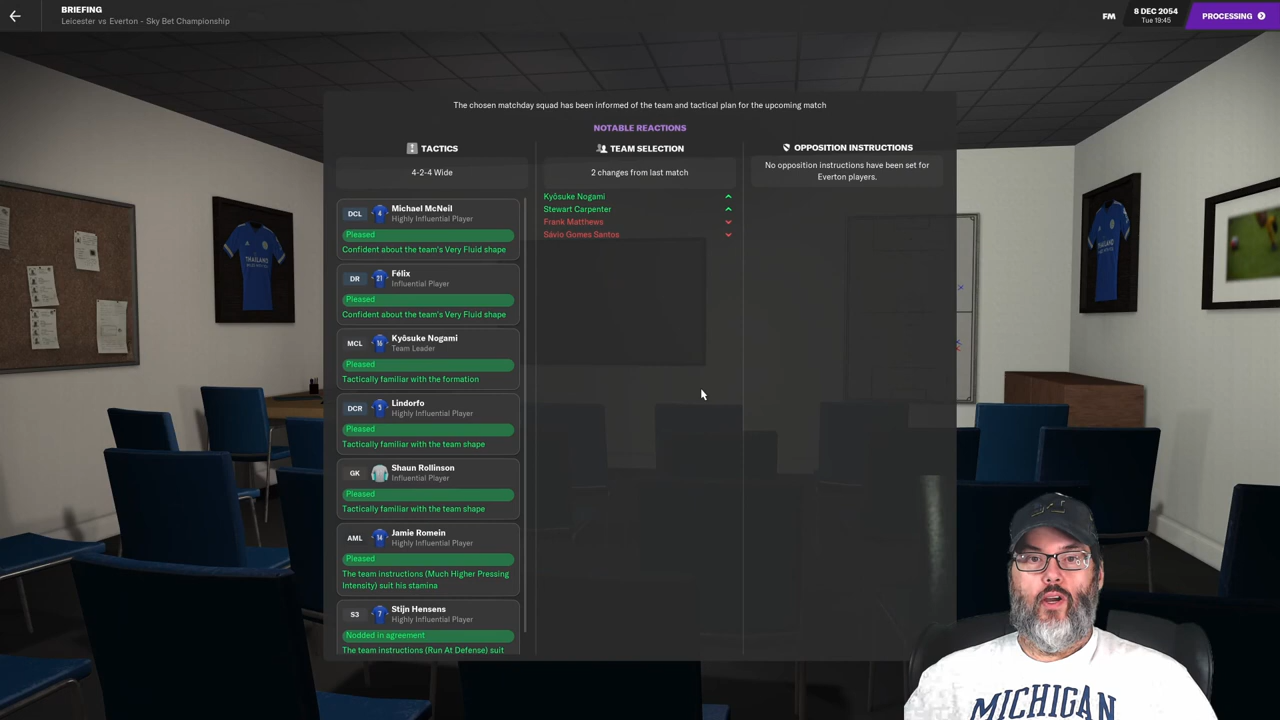 BRIEFING
Leicester vs Everton - Sky Bet Championship
FM
8 DEC 2054
Tue 19:45
PROCESSING
The chosen matchday squad has been informed of the team and tactical plan for the upcoming match
NOTABLE REACTIONS
TACTICS
4-2-4 Wide
DCL
4
Michael McNeil
Highly Influential Player
Pleased
Confident about the team's Very Fluid shape
DR
21
Félix
Influential Player
Pleased
Confident about the team's Very Fluid shape
MCL
16
Kyôsuke Nogami
Team Leader
Pleased
Tactically familiar with the formation
DCR
5
Lindorfo
Highly Influential Player
Pleased
Tactically familiar with the team shape
GK
Shaun Rollinson
Influential Player
Pleased
Tactically familiar with the team shape
AML
14
Jamie Romein
Highly Influential Player
Pleased
The team instructions (Much Higher Pressing
Intensity) suit his stamina
S3
7
Stijn Hensens
Highly Influential Player
Nodded in agreement
The team instructions (Run At Defense) suit
TEAM SELECTION
2 changes from last match
Kyôsuke Nogami
Stewart Carpenter
Frank Matthews
Sávio Gomes Santos
OPPOSITION INSTRUCTIONS
No opposition instructions have been set for
Everton players.
THAILAND
MICHIGAN